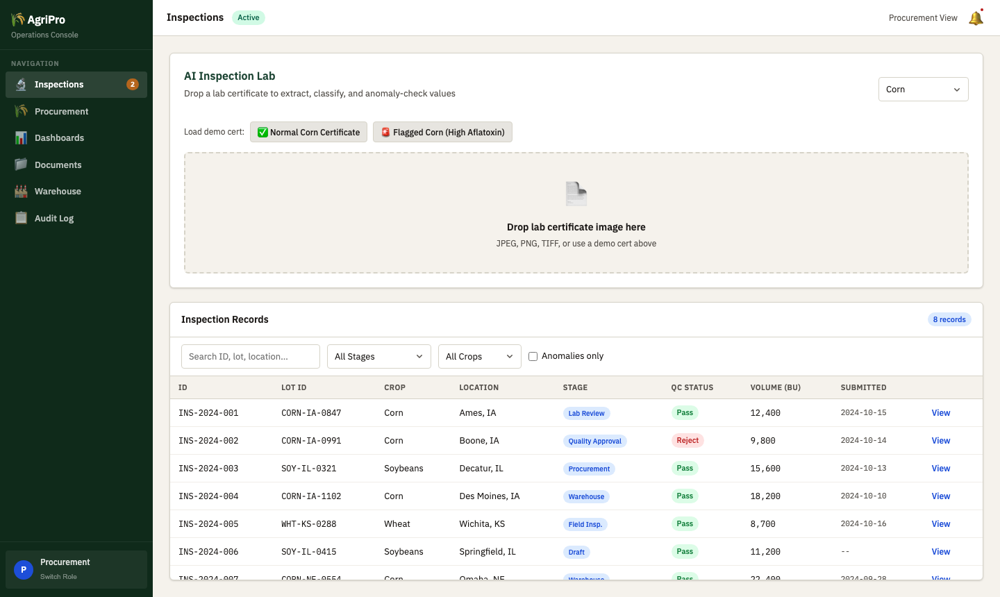 AgriPro
Operations Console
NAVIGATION
Inspections 2
Procurement
Dashboards
Documents
Warehouse
Audit Log
P Procurement
Switch Role
Inspections Active
Procurement View
AI Inspection Lab
Drop a lab certificate to extract, classify, and anomaly-check values
Corn
Load demo cert: Normal Corn Certificate Flagged Corn (High Aflatoxin)
Drop lab certificate image here
JPEG, PNG, TIFF, or use a demo cert above
Inspection Records 8 records
Search ID, lot, location... All Stages All Crops Anomalies only
ID LOT ID CROP LOCATION STAGE QC STATUS VOLUME (BU) SUBMITTED
INS-2024-001 CORN-IA-0847 Corn Ames, IA Lab Review Pass 12,400 2024-10-15 View
INS-2024-002 CORN-IA-0991 Corn Boone, IA Quality Approval Reject 9,800 2024-10-14 View
INS-2024-003 SOY-IL-0321 Soybeans Decatur, IL Procurement Pass 15,600 2024-10-13 View
INS-2024-004 CORN-IA-1102 Corn Des Moines, IA Warehouse Pass 18,200 2024-10-10 View
INS-2024-005 WHT-KS-0288 Wheat Wichita, KS Field Insp. Pass 8,700 2024-10-16 View
INS-2024-006 SOY-IL-0415 Soybeans Springfield, IL Draft Pass 11,200 -- View
INS-2024-007 CORN-NE-0554 Corn Omaha, NE Warehouse Pass 22,400 2024-09-28 View